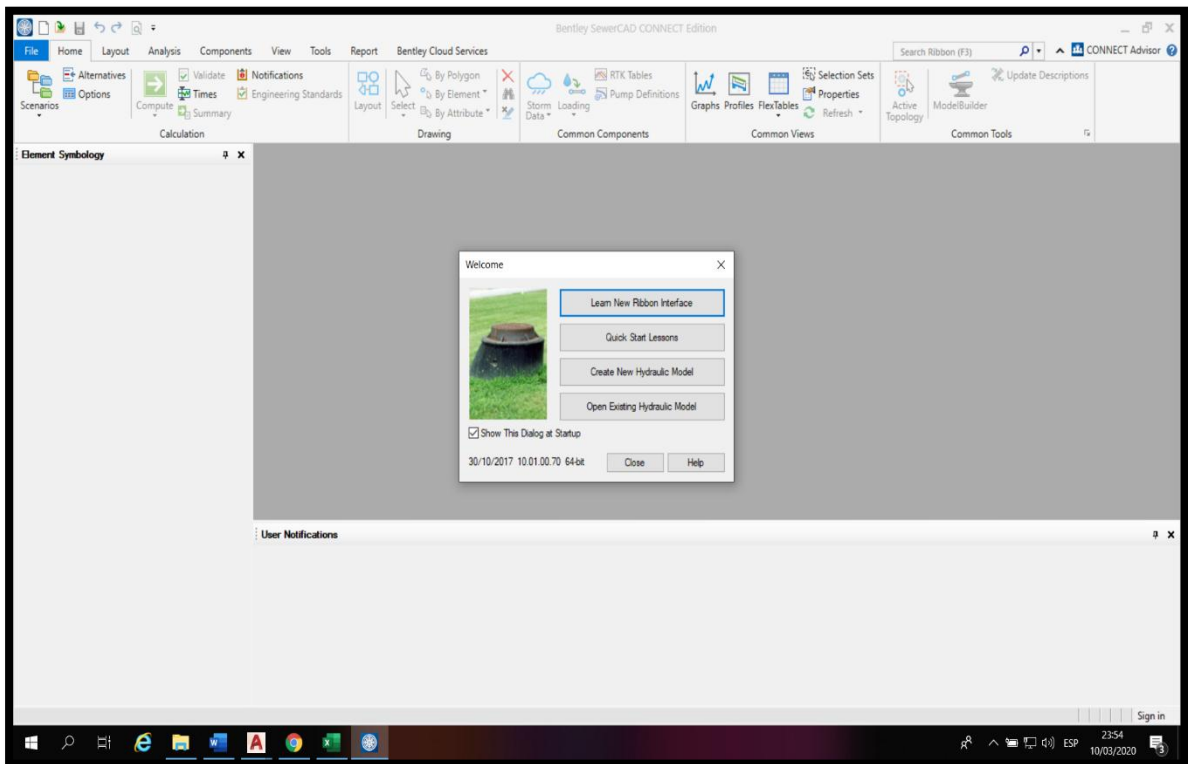 Bentley SewerCAD CONNECT Edition
File Home Layout Analysis Components View Tools Report Bentley Cloud Services Search Ribbon (F3) CONNECT Advisor
Scenarios
Alternatives
Options
Compute
Validate
Times
Summary
Notifications
Engineering Standards
Calculation
Layout
Select
By Polygon
By Element
By Attribute
Drawing
Storm Data
Loading
RTK Tables
Pump Definitions
Common Components
Graphs
Profiles
FlexTables
Selection Sets
Properties
Refresh
Common Views
Active Topology
ModelBuilder
Update Descriptions
Common Tools
Element Symbology
Welcome
Learn New Ribbon Interface
Quick Start Lessons
Create New Hydraulic Model
Open Existing Hydraulic Model
Show This Dialog at Startup
30/10/2017 10.01.00.70 64-bit Close Help
User Notifications
Sign in
ESP
23:54
10/03/2020
3